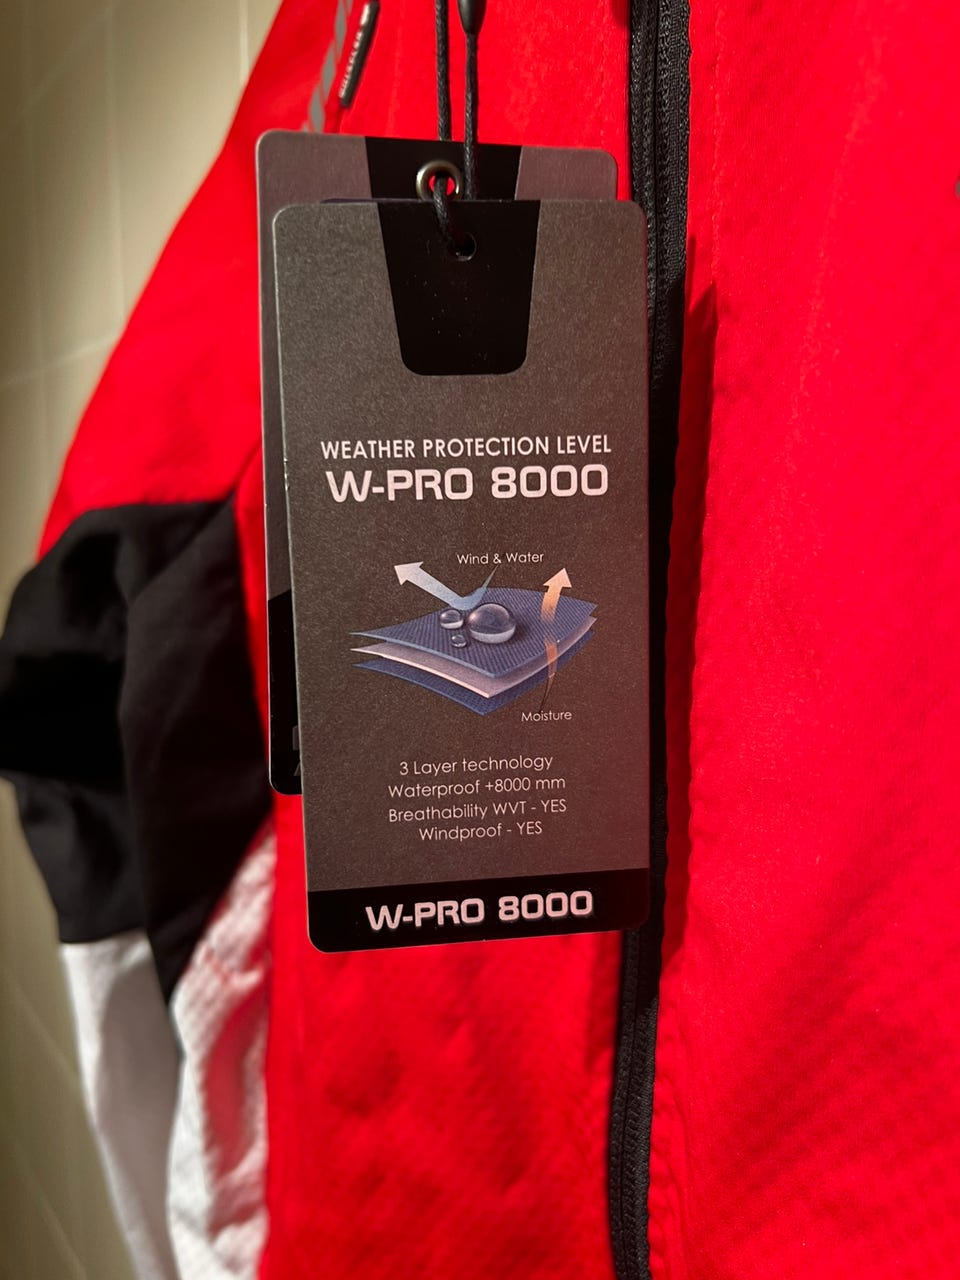 WEATHER PROTECTION LEVEL
W-PRO 8000
Wind & Water
Moisture
3 Layer technology
Waterproof +8000 mm
Breathability WVT - YES
Windproof - YES
W-PRO 8000